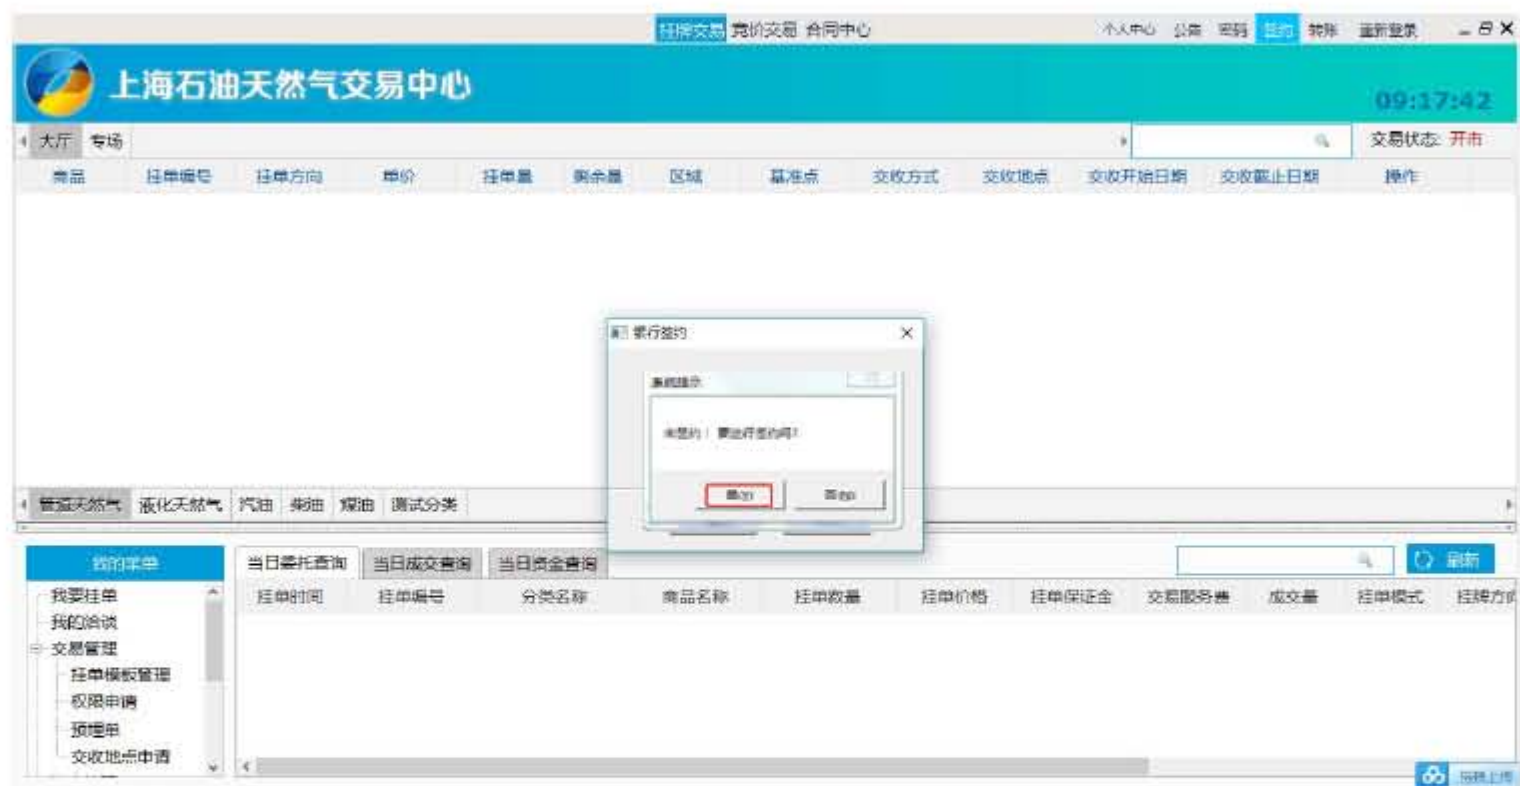 挂牌交易 竞价交易 合同中心 个人中心 公告 密码 签约 转账 重新登录
上海石油天然气交易中心
09:17:42
大厅 专场 交易状态: 开市
商品 挂单编号 挂单方向 单价 挂单量 剩余量 区域 基准点 交收方式 交收地点 交收开始日期 交收截止日期 操作
银行签约
系统提示
未签约! 要进行签约吗?
是(Y) 否(N)
管道天然气 液化天然气 汽油 柴油 煤油 测试分类
我的菜单 当日委托查询 当日成交查询 当日资金查询 刷新
挂单时间 挂单编号 分类名称 商品名称 挂单数量 挂单价格 挂单保证金 交易服务费 成交量 挂单模式 挂牌方向
我要挂单
我的洽谈
交易管理
挂单模板管理
权限申请
预埋单
交收地点申请